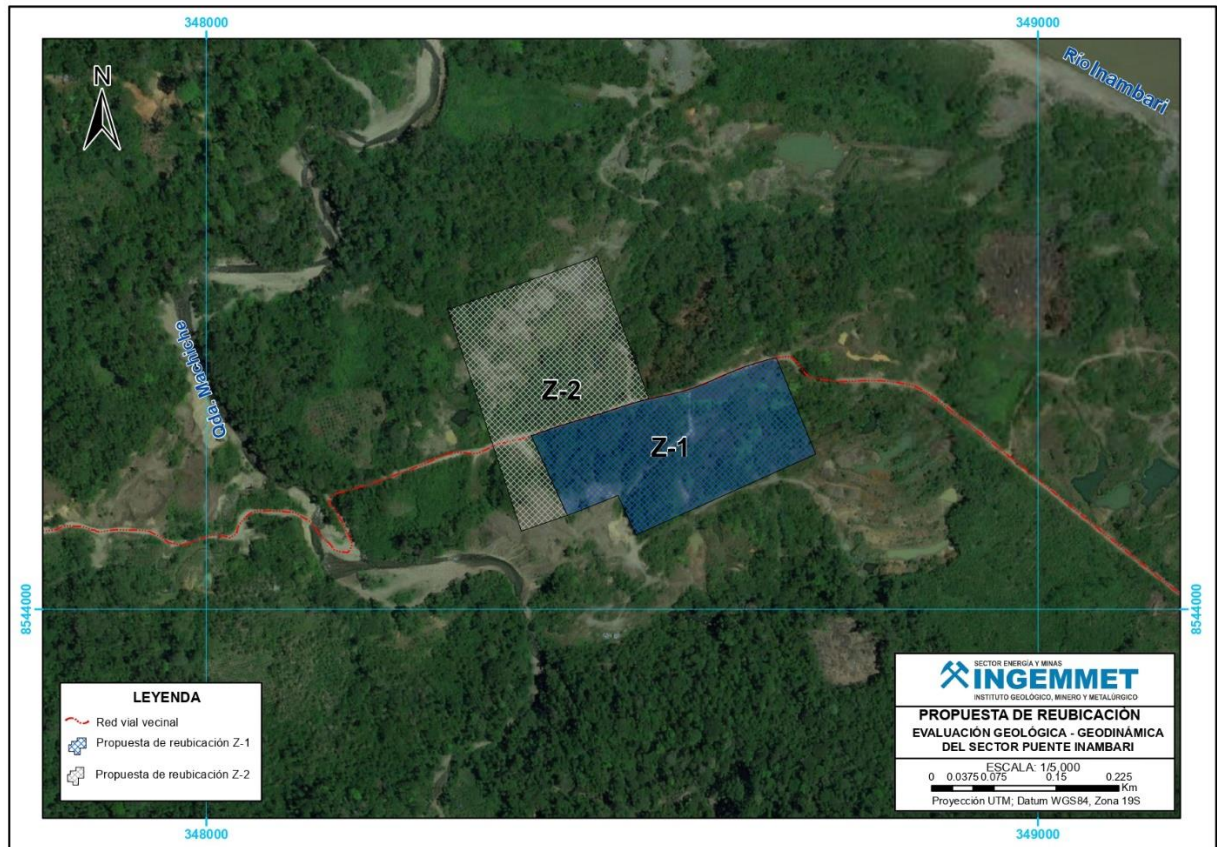 348000
349000
N
Río Inambari
Qda. Machiche
Z-2
Z-1
8544000
8544000
LEYENDA
Red vial vecinal
Propuesta de reubicación Z-1
Propuesta de reubicación Z-2
SECTOR ENERGÍA Y MINAS
INGEMMET
INSTITUTO GEOLÓGICO, MINERO Y METALÚRGICO
PROPUESTA DE REUBICACIÓN
EVALUACIÓN GEOLÓGICA - GEODINÁMICA
DEL SECTOR PUENTE INAMBARI
ESCALA: 1/5,000
0 0.0375 0.075 0.15 0.225
Km
Proyección UTM; Datum WGS84, Zona 19S
348000
349000